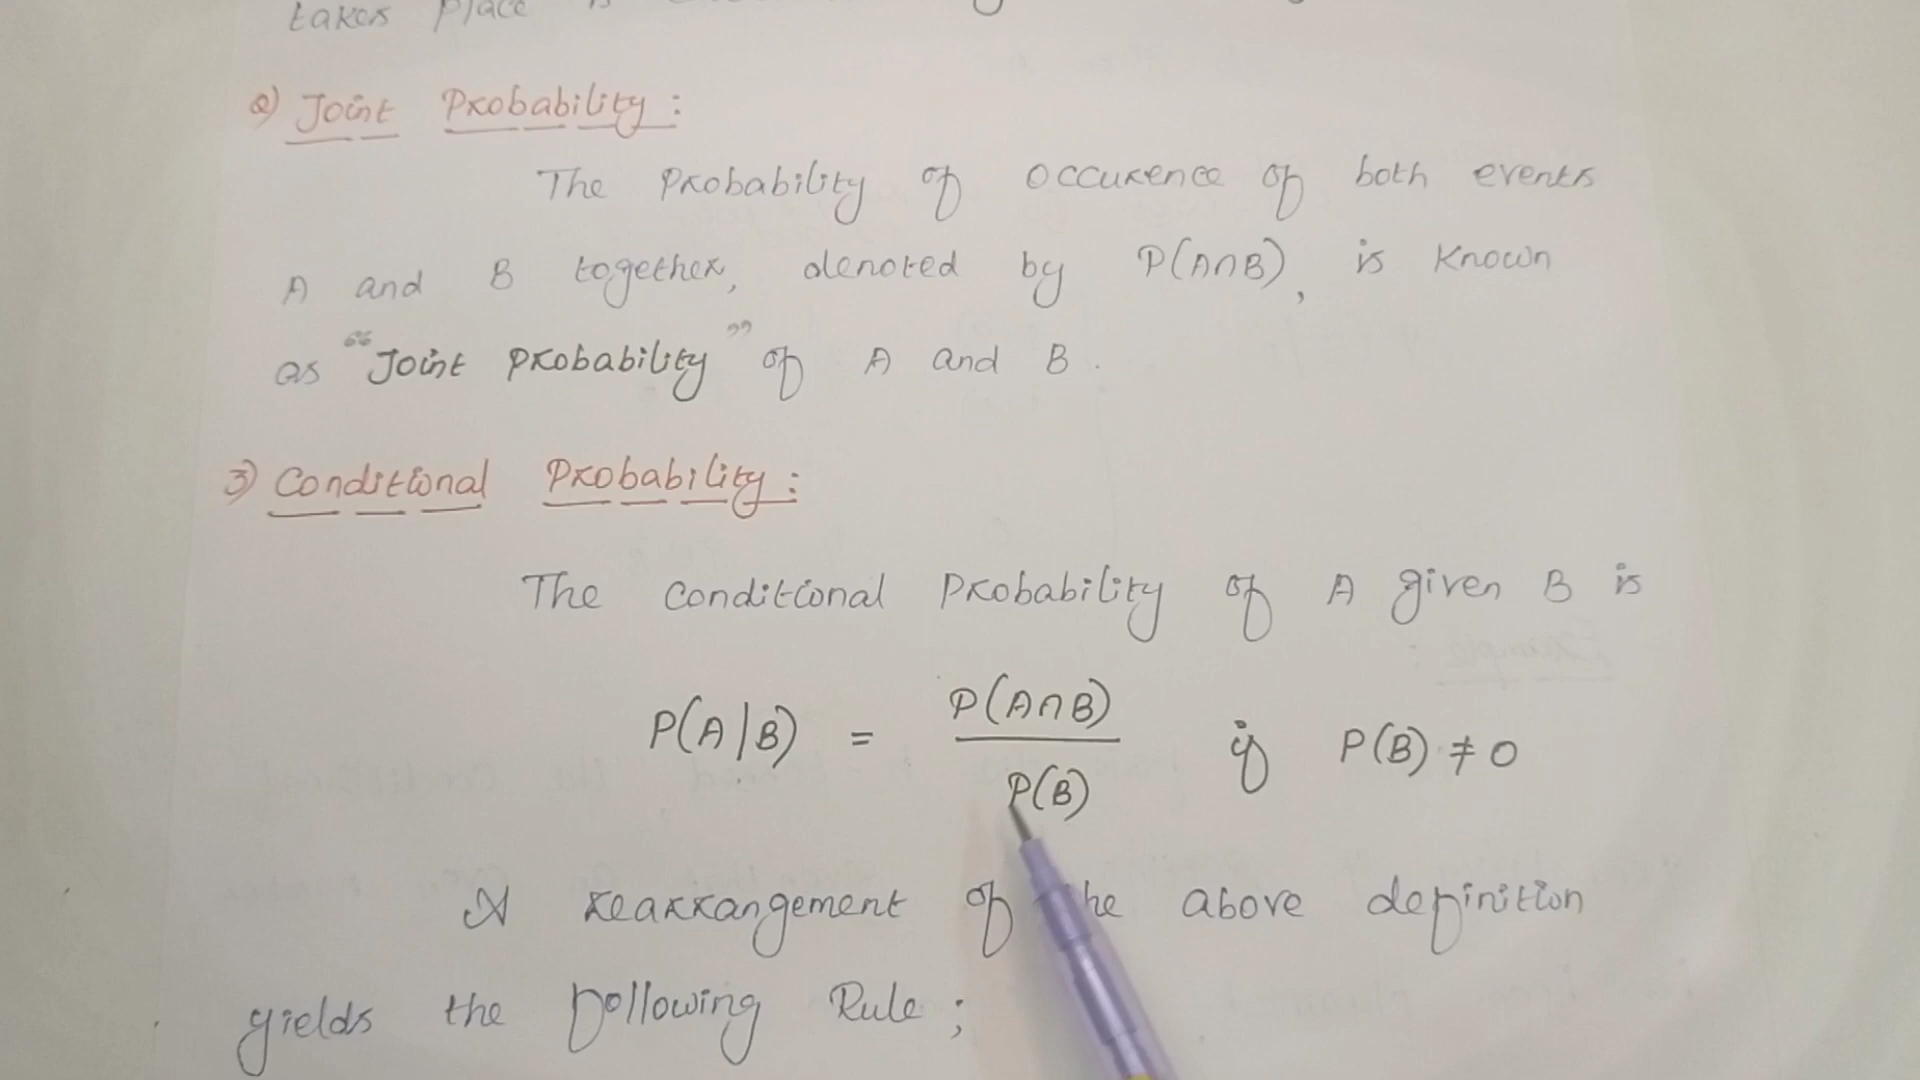 takes place is
2) Joint Probability :
The Probability of occurence of both events
A and B together, denoted by P(A∩B), is known
as "Joint Probability" of A and B.
3) Conditional Probability :
The conditional Probability of A given B is
P(A|B) = P(A∩B) / P(B) if P(B) ≠ 0
A rearrangement of the above definition
yields the following Rule ;